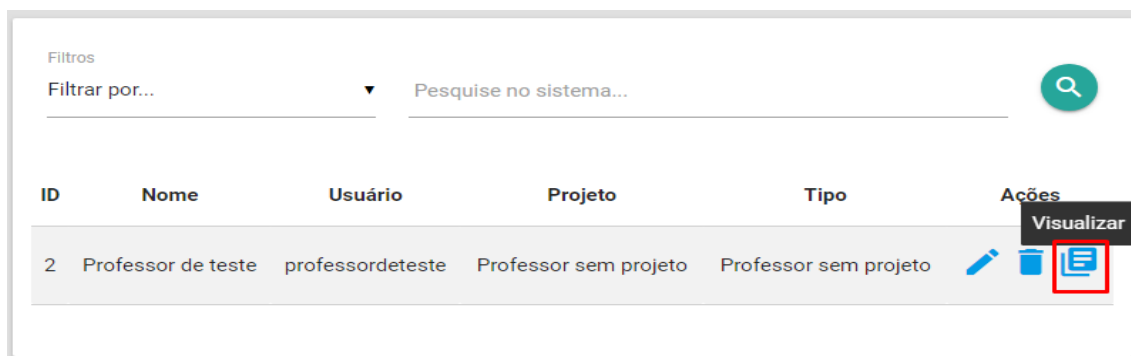 Filtros
Filtrar por... Pesquise no sistema...
ID Nome Usuário Projeto Tipo Ações
Visualizar
2 Professor de teste professordeteste Professor sem projeto Professor sem projeto